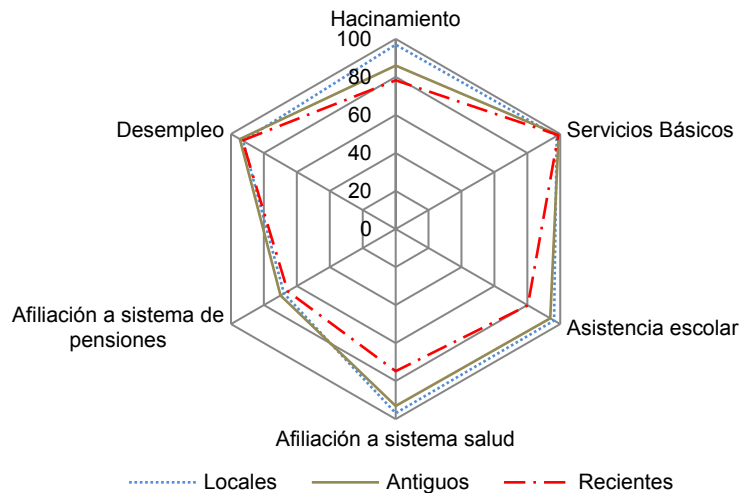 Hacinamiento
100
80
60
40
20
0
Servicios Básicos
Asistencia escolar
Afiliación a sistema salud
Afiliación a sistema de
pensiones
Desempleo
Locales Antiguos Recientes